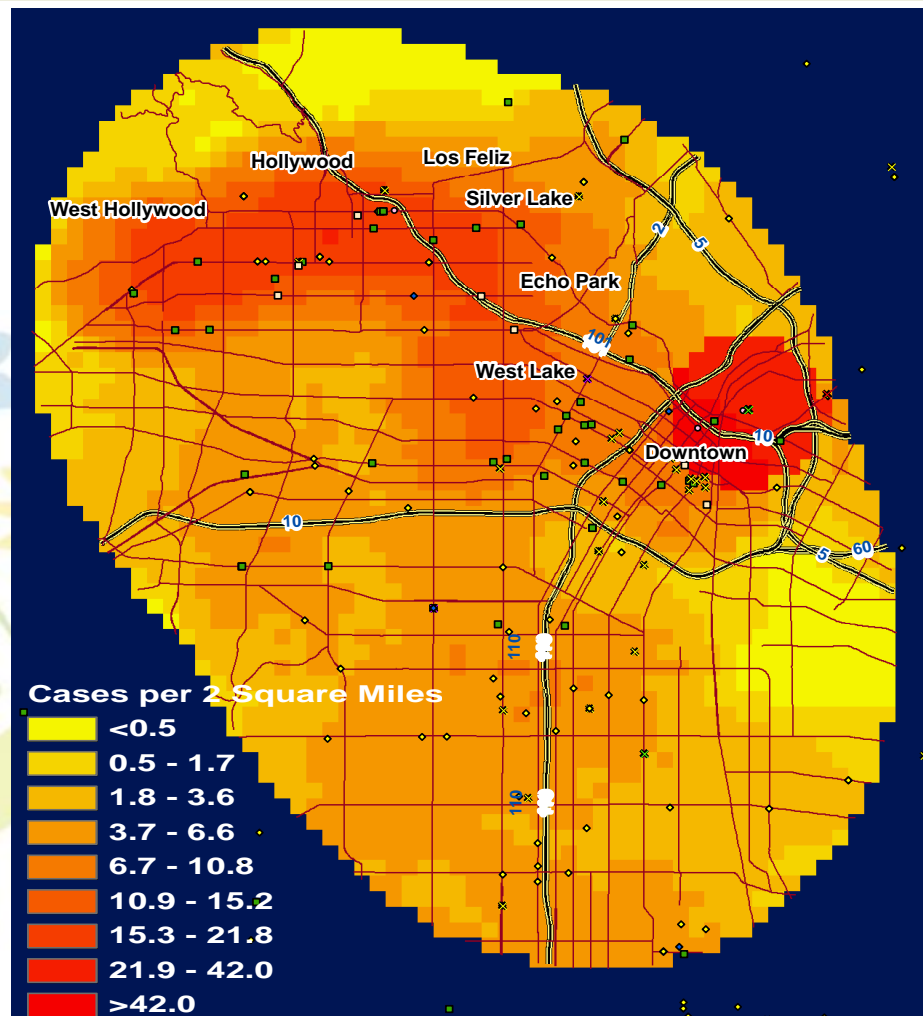 Hollywood
Los Feliz
West Hollywood
Silver Lake
2
5
Echo Park
101
West Lake
10
Downtown
10
5
60
110
Cases per 2 Square Miles
<0.5
0.5 - 1.7
1.8 - 3.6
110
3.7 - 6.6
6.7 - 10.8
10.9 - 15.2
15.3 - 21.8
21.9 - 42.0
>42.0